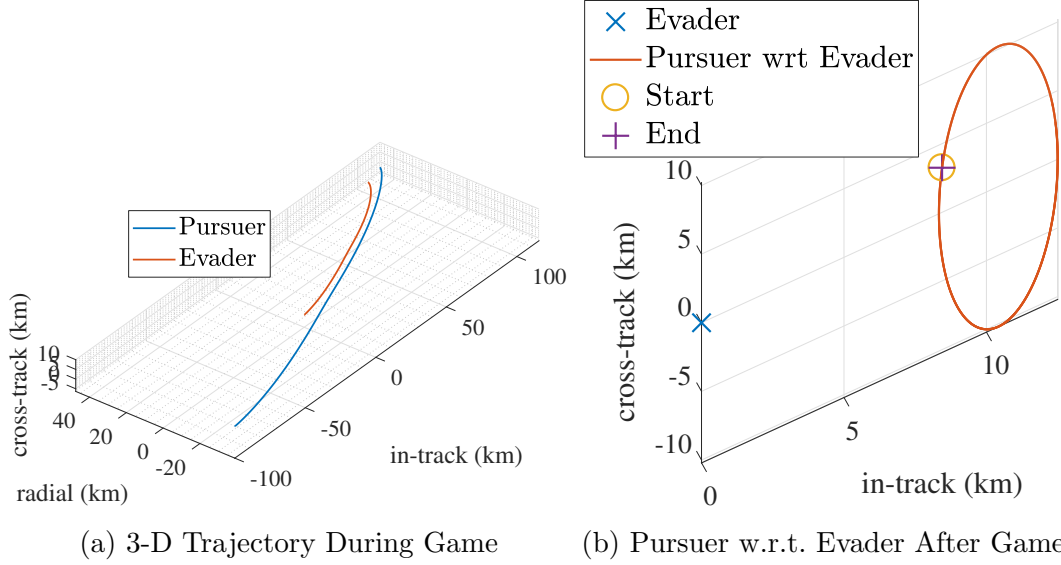 Pursuer
Evader
cross-track (km)
10
5
0
-5
40
20
0
-20
radial (km)
-100
-50
0
50
100
in-track (km)
(a) 3-D Trajectory During Game
Evader
Pursuer wrt Evader
Start
End
cross-track (km)
10
5
0
-5
-10
0
5
10
in-track (km)
(b) Pursuer w.r.t. Evader After Game